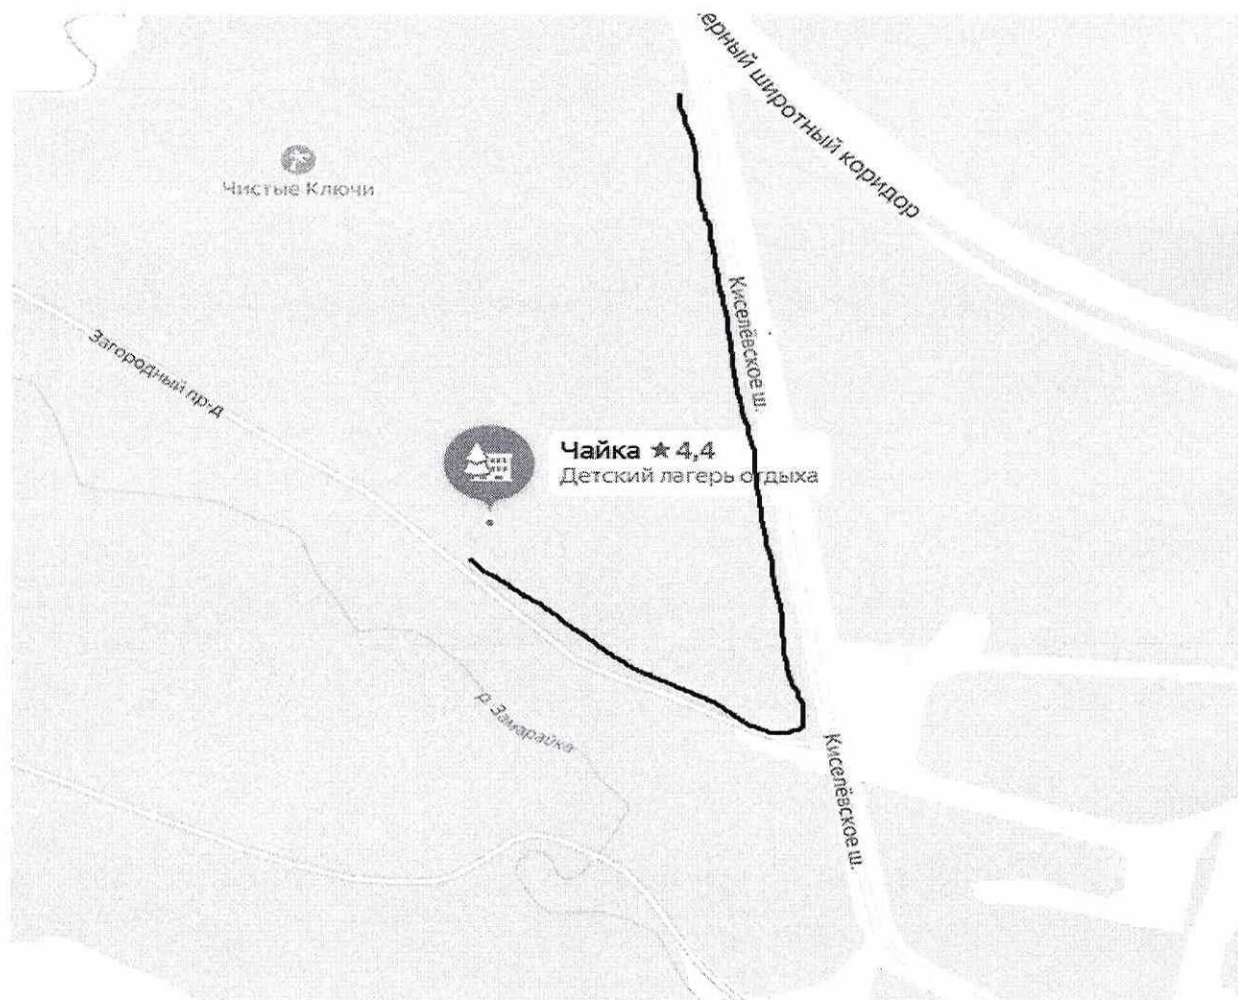 ерный широтный коридор
Чистые Ключи
Киселёвское ш.
Загородный пр-д
Чайка ★ 4,4
Детский лагерь отдыха
р. Замарайка
Киселёвское ш.